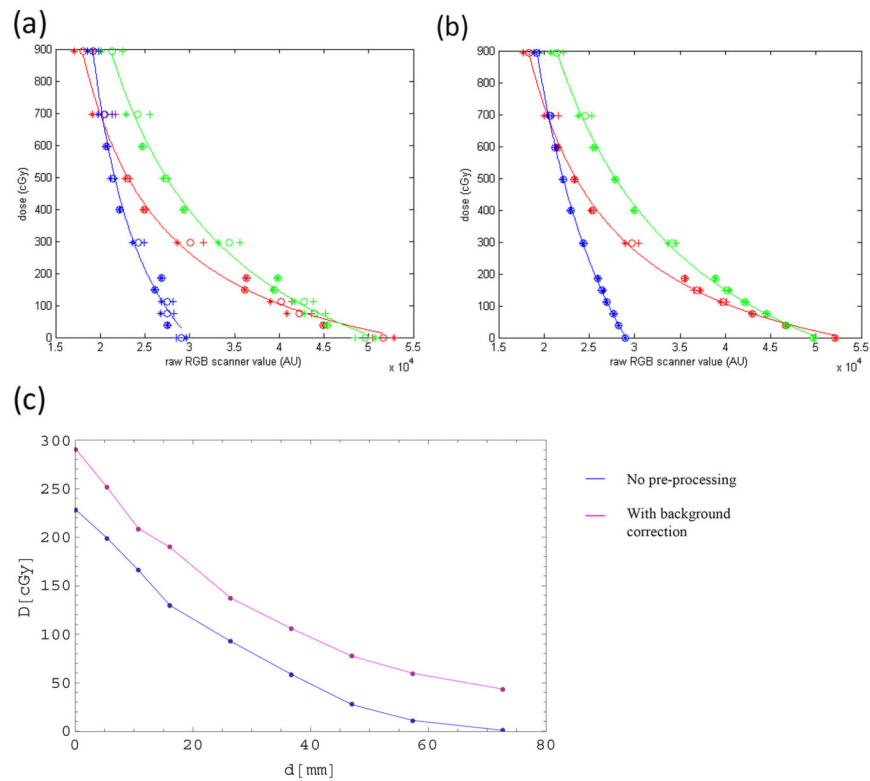 (a)
900
800
700
600
500
400
300
200
100
0
dose (cGy)
1.5 2 2.5 3 3.5 4 4.5 5 5.5
raw RGB scanner value (AU)
x 10⁴
(b)
900
800
700
600
500
400
300
200
100
0
dose (cGy)
1.5 2 2.5 3 3.5 4 4.5 5 5.5
raw RGB scanner value (AU)
x 10⁴
(c)
300
250
200
150
100
50
0
D[cGy]
0 20 40 60 80
d[mm]
No pre-processing
With background
correction